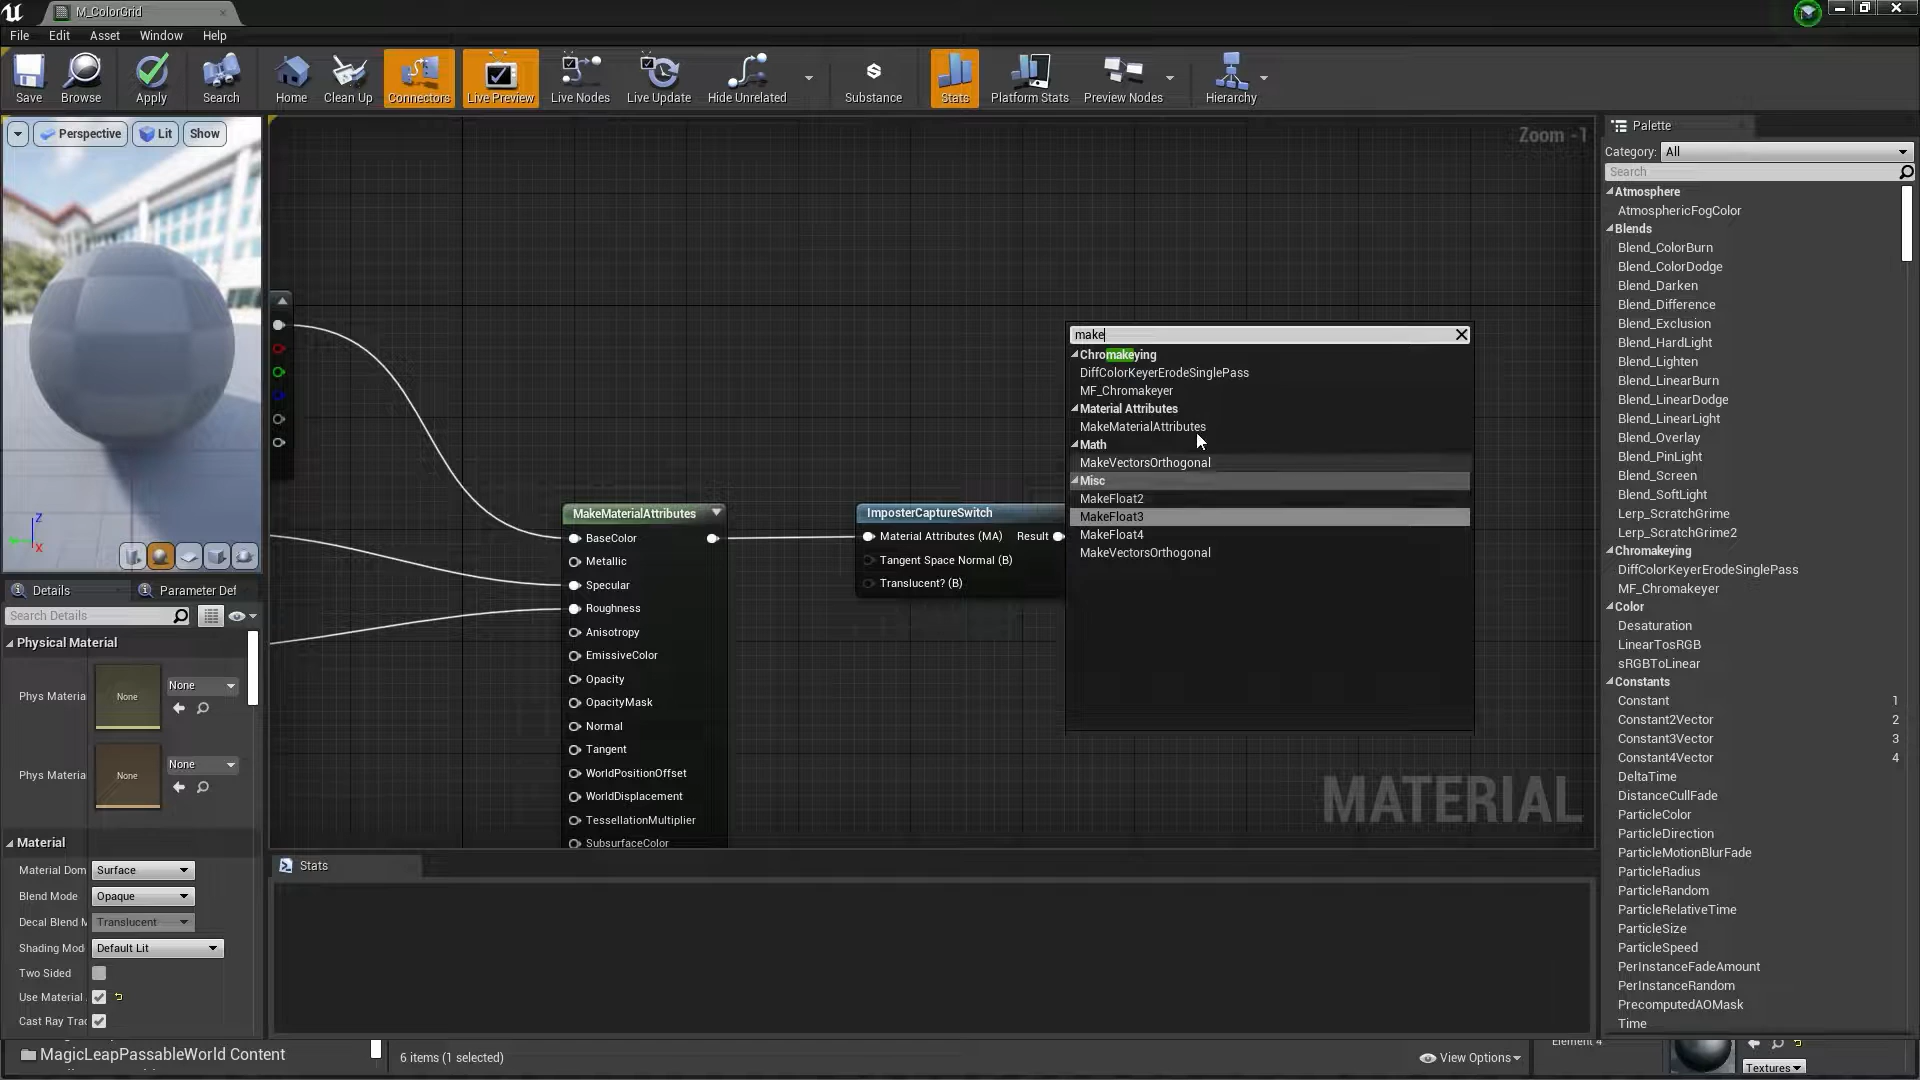 M_ColorGrid
File Edit Asset Window Help
Save Browse Apply Search Home Clean Up Connectors Live Preview Live Nodes Live Update Hide Unrelated Substance Stats Platform Stats Preview Nodes Hierarchy
Perspective Lit Show
Z
X
Details Parameter Def
Search Details
Physical Material
Phys Materia None None
Phys Materia None None
Material
Material Dom Surface
Blend Mode Opaque
Decal Blend M Translucent
Shading Mod Default Lit
Two Sided
Use Material
Cast Ray Trac
Zoom -1
MakeMaterialAttributes
BaseColor
Metallic
Specular
Roughness
Anisotropy
EmissiveColor
Opacity
OpacityMask
Normal
Tangent
WorldPositionOffset
WorldDisplacement
TessellationMultiplier
SubsurfaceColor
ImposterCaptureSwitch
Material Attributes (MA) Result
Tangent Space Normal (B)
Translucent? (B)
make
Chromakeying
DiffColorKeyerErodeSinglePass
MF_Chromakeyer
Material Attributes
MakeMaterialAttributes
Math
MakeVectorsOrthogonal
Misc
MakeFloat2
MakeFloat3
MakeFloat4
MakeVectorsOrthogonal
MATERIAL
Stats
Palette
Category: All
Search
Atmosphere
AtmosphericFogColor
Blends
Blend_ColorBurn
Blend_ColorDodge
Blend_Darken
Blend_Difference
Blend_Exclusion
Blend_HardLight
Blend_Lighten
Blend_LinearBurn
Blend_LinearDodge
Blend_LinearLight
Blend_Overlay
Blend_PinLight
Blend_Screen
Blend_SoftLight
Lerp_ScratchGrime
Lerp_ScratchGrime2
Chromakeying
DiffColorKeyerErodeSinglePass
MF_Chromakeyer
Color
Desaturation
LinearTosRGB
sRGBToLinear
Constants
Constant 1
Constant2Vector 2
Constant3Vector 3
Constant4Vector 4
DeltaTime
DistanceCullFade
ParticleColor
ParticleDirection
ParticleMotionBlurFade
ParticleRadius
ParticleRandom
ParticleRelativeTime
ParticleSize
ParticleSpeed
PerInstanceFadeAmount
PerInstanceRandom
PrecomputedAOMask
Time
MagicLeapPassableWorld Content
6 items (1 selected)
View Options
Element 4
Textures